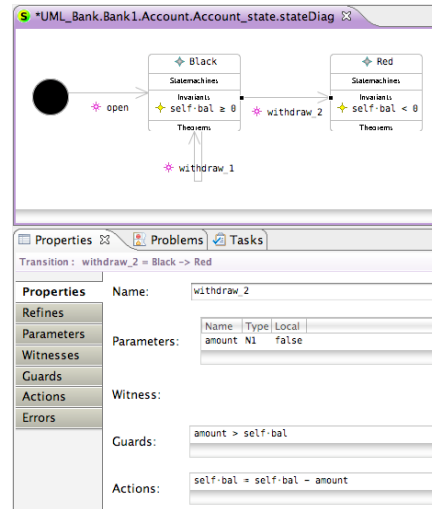 S *UML_Bank.Bank1.Account.Account_state.stateDiag
Black
Red
Statemachines
Statemachines
Invariants
Invariants
self·bal ≥ 0
self·bal < 0
open
withdraw_2
Theorems
Theorems
withdraw_1
Properties
Problems
Tasks
Transition : withdraw_2 = Black -> Red
Properties
Name:
withdraw_2
Refines
Name Type Local
Parameters
Parameters:
amount N1 false
Witnesses
Guards
Actions
Witness:
Errors
Guards:
amount > self·bal
Actions:
self·bal = self·bal − amount